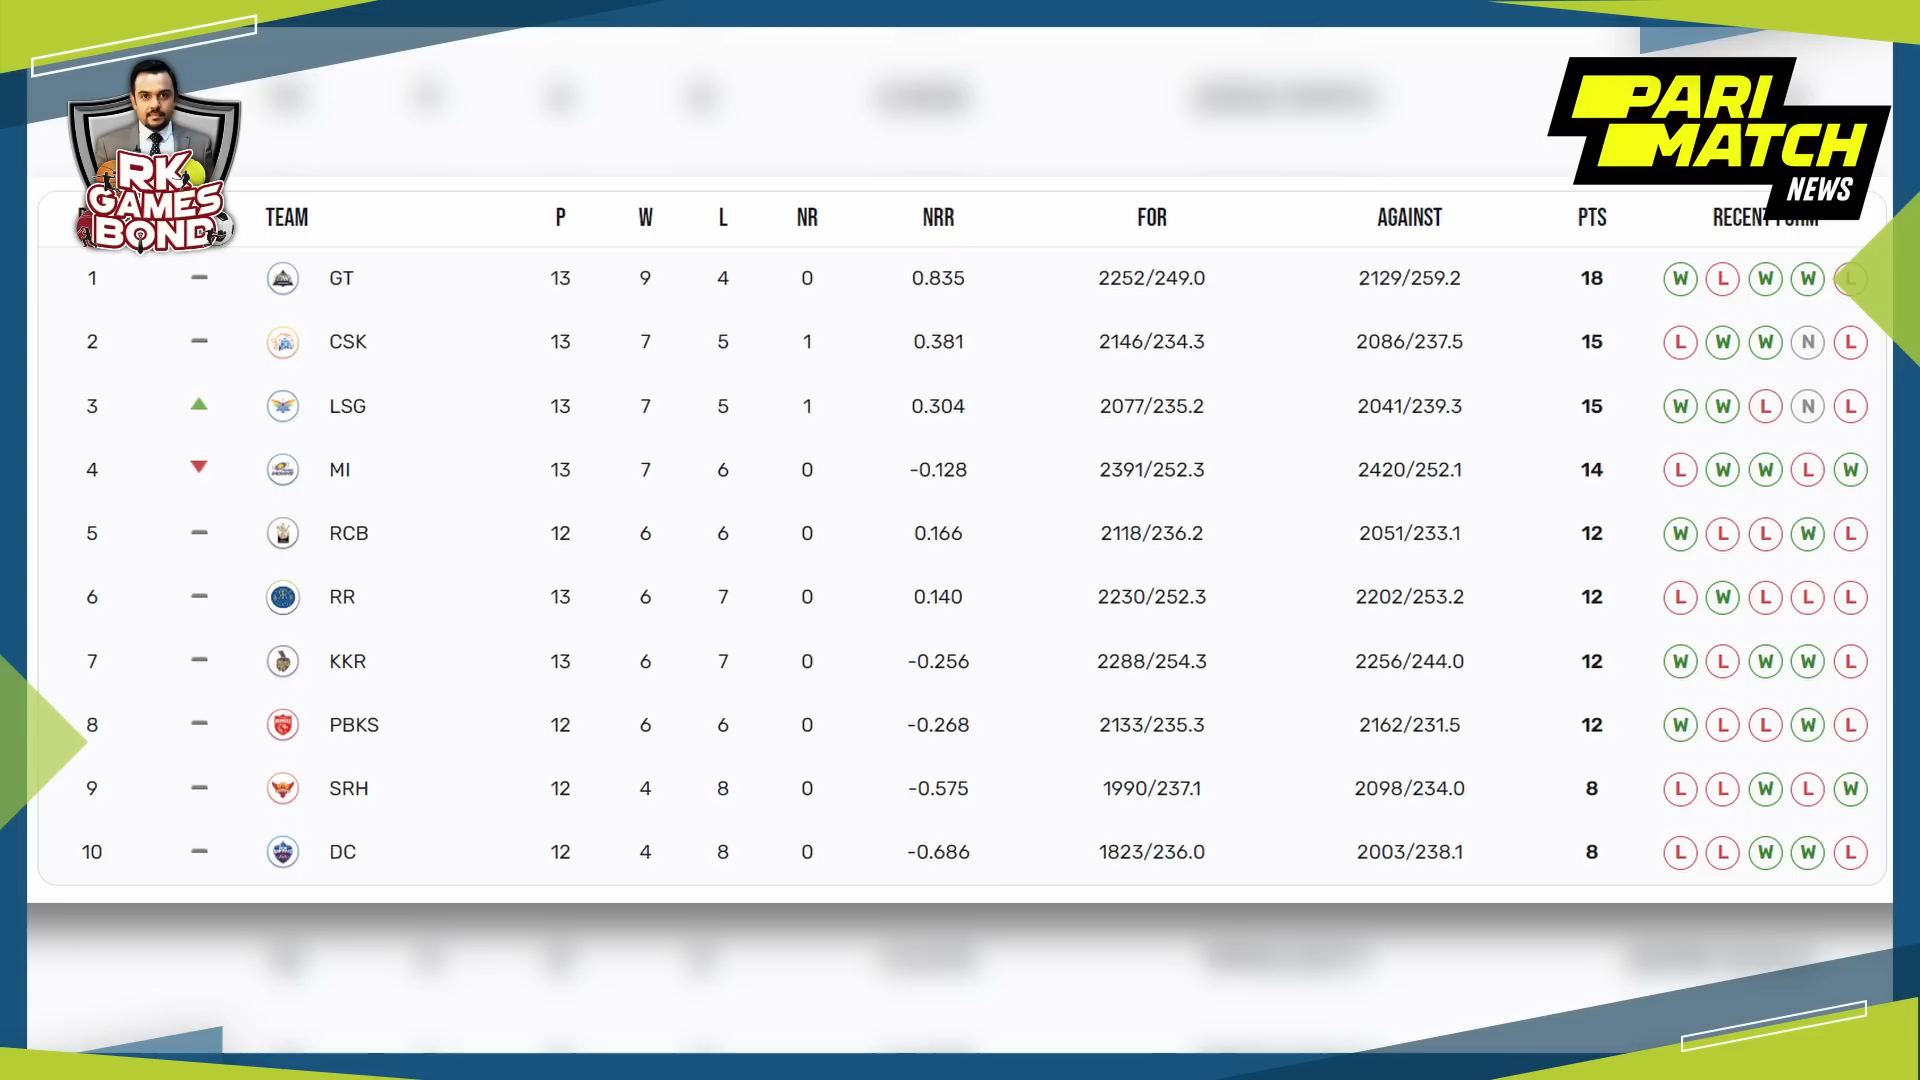 RK
GAMES
BOND
PARI
MATCH
NEWS
TEAM P W L NR NRR FOR AGAINST PTS RECENT FORM
1 GT 13 9 4 0 0.835 2252/249.0 2129/259.2 18 W L W W L
2 CSK 13 7 5 1 0.381 2146/234.3 2086/237.5 15 L W W N L
3 LSG 13 7 5 1 0.304 2077/235.2 2041/239.3 15 W W L N L
4 MI 13 7 6 0 -0.128 2391/252.3 2420/252.1 14 L W W L W
5 RCB 12 6 6 0 0.166 2118/236.2 2051/233.1 12 W L L W L
6 RR 13 6 7 0 0.140 2230/252.3 2202/253.2 12 L W L L L
7 KKR 13 6 7 0 -0.256 2288/254.3 2256/244.0 12 W L W W L
8 PBKS 12 6 6 0 -0.268 2133/235.3 2162/231.5 12 W L L W L
9 SRH 12 4 8 0 -0.575 1990/237.1 2098/234.0 8 L L W L W
10 DC 12 4 8 0 -0.686 1823/236.0 2003/238.1 8 L L W W L